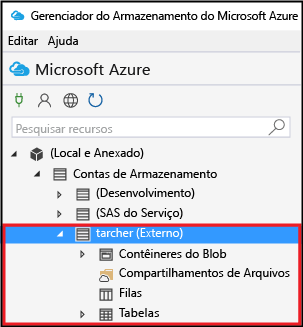 Gerenciador do Armazenamento do Microsoft Azure
Editar Ajuda
Microsoft Azure
Pesquisar recursos
(Local e Anexado)
Contas de Armazenamento
(Desenvolvimento)
(SAS do Serviço)
tarcher (Externo)
Contêineres do Blob
Compartilhamentos de Arquivos
Filas
Tabelas